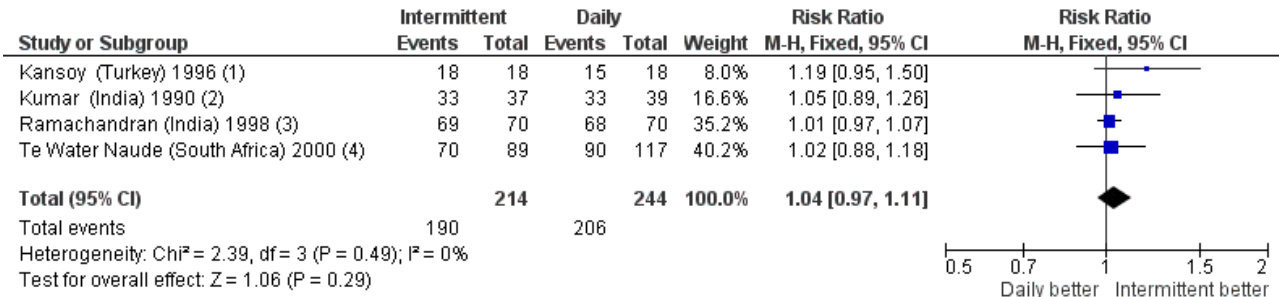 Intermittent Daily Risk Ratio Risk Ratio
Study or Subgroup Events Total Events Total Weight M-H, Fixed, 95% CI M-H, Fixed, 95% CI
Kansoy (Turkey) 1996 (1) 18 18 15 18 8.0% 1.19 [0.95, 1.50]
Kumar (India) 1990 (2) 33 37 33 39 16.6% 1.05 [0.89, 1.26]
Ramachandran (India) 1998 (3) 69 70 68 70 35.2% 1.01 [0.97, 1.07]
Te Water Naude (South Africa) 2000 (4) 70 89 90 117 40.2% 1.02 [0.88, 1.18]
Total (95% CI) 214 244 100.0% 1.04 [0.97, 1.11]
Total events 190 206
Heterogeneity: Chi² = 2.39, df = 3 (P = 0.49); I² = 0%
Test for overall effect: Z = 1.06 (P = 0.29)
0.5 0.7 1 1.5 2
Daily better Intermittent better